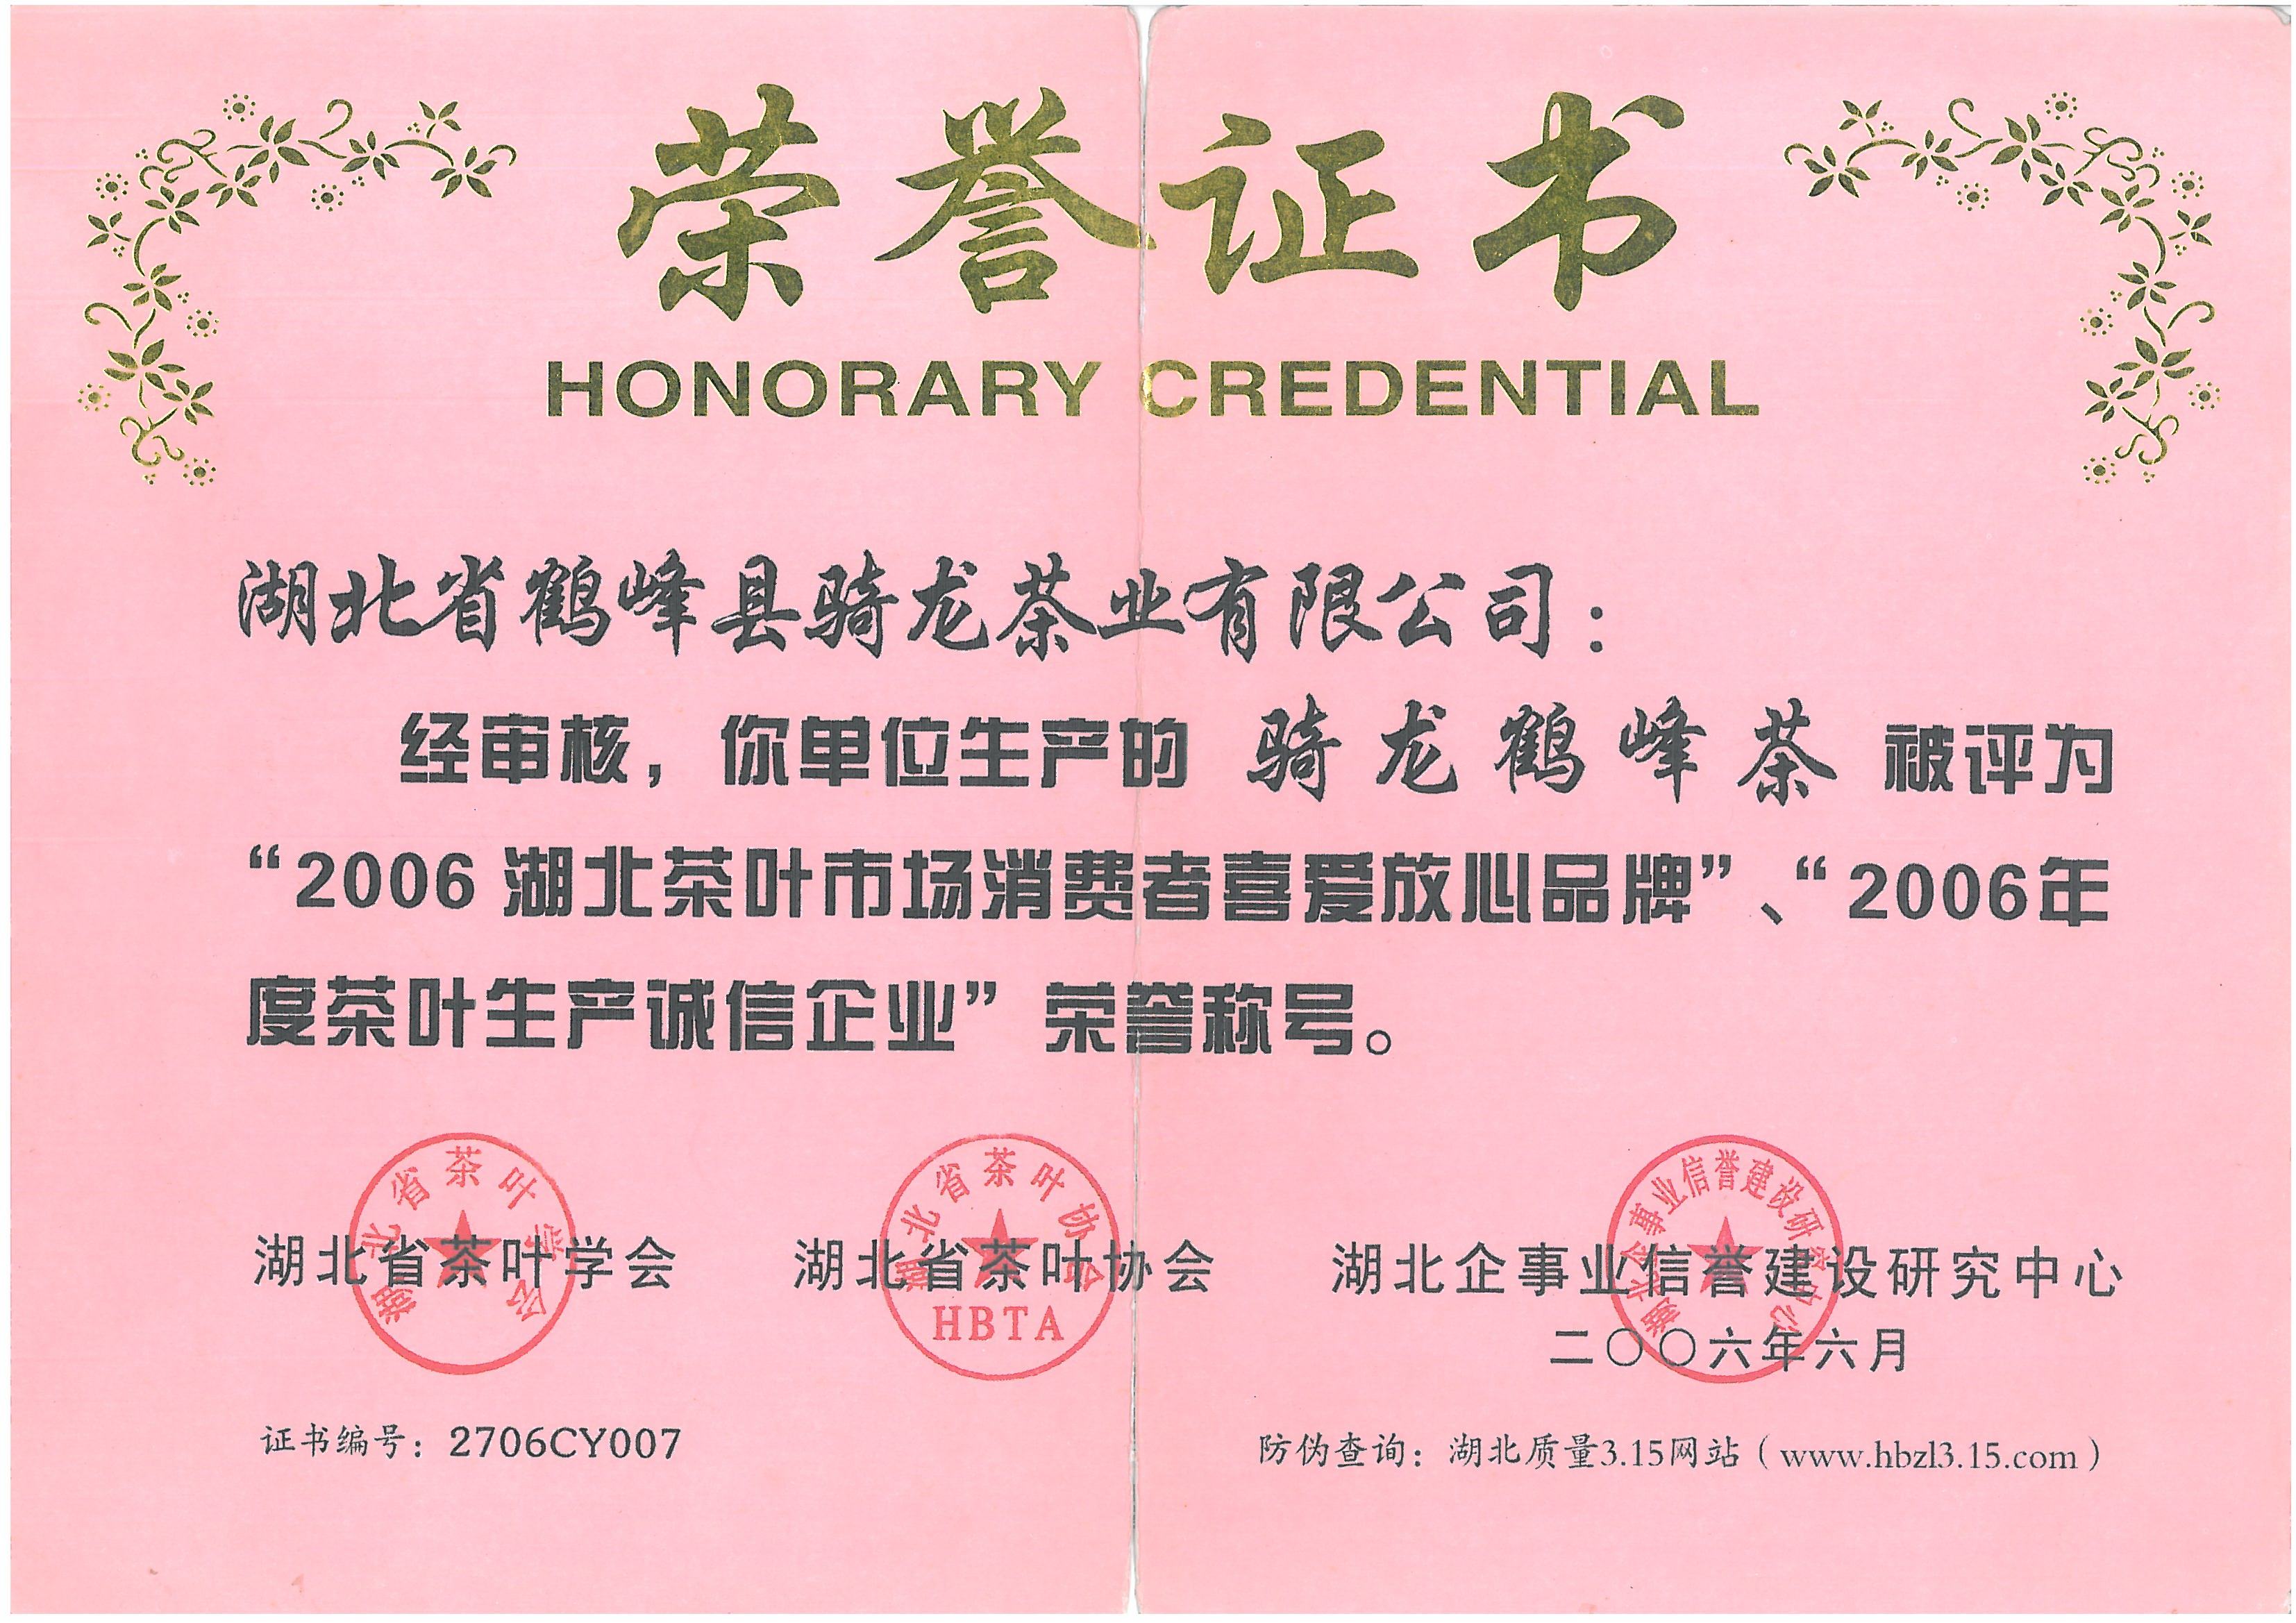 荣誉证书
HONORARY CREDENTIAL
湖北省鹤峰县骑龙茶业有限公司：
经审核，你单位生产的 骑龙鹤峰茶 被评为
“2006 湖北茶叶市场消费者喜爱放心品牌”、“2006年
度茶叶生产诚信企业”荣誉称号。
湖北省茶叶学会
湖北省茶叶协会
HBTA
湖北企事业信誉建设研究中心
湖北省茶叶学会 湖北省茶叶协会 湖北企事业信誉建设研究中心
二〇〇六年六月
证书编号：2706CY007
防伪查询：湖北质量3.15网站（www.hbzl3.15.com）